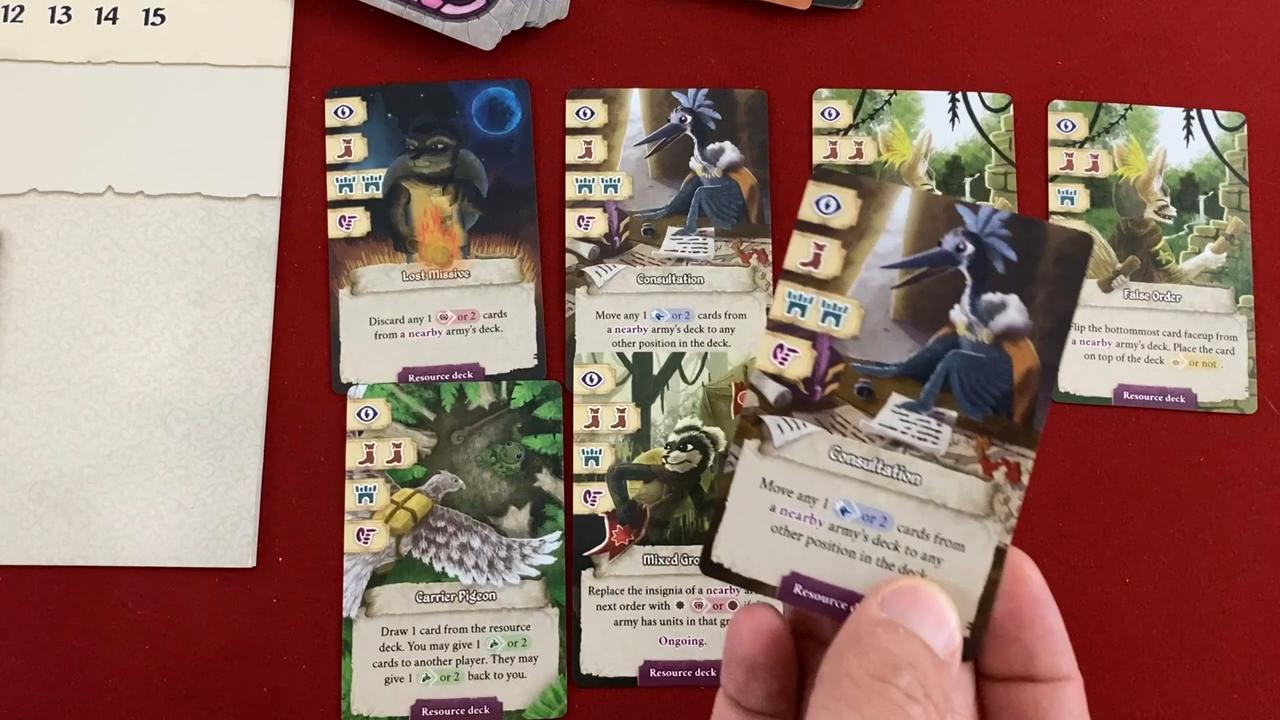 12 13 14 15
Lost Missive
Discard any 1 or 2 cards
from a nearby army's deck.
Resource deck
Consultation
Move any 1 or 2 cards from
a nearby army's deck to any
other position in the deck.
False Order
Flip the bottommost card faceup from
a nearby army's deck. Place the card
on top of the deck or not .
Resource deck
Consultation
Move any 1 or 2 cards from
a nearby army's deck to any
other position in the deck.
Resource
Carrier Pigeon
Draw 1 card from the resource
deck. You may give 1 or 2
cards to another player. They may
give 1 or 2 back to you.
Resource deck
Mixed
Replace the insignia of a nearby
next order with or
army has units in that
Ongoing.
Resource deck